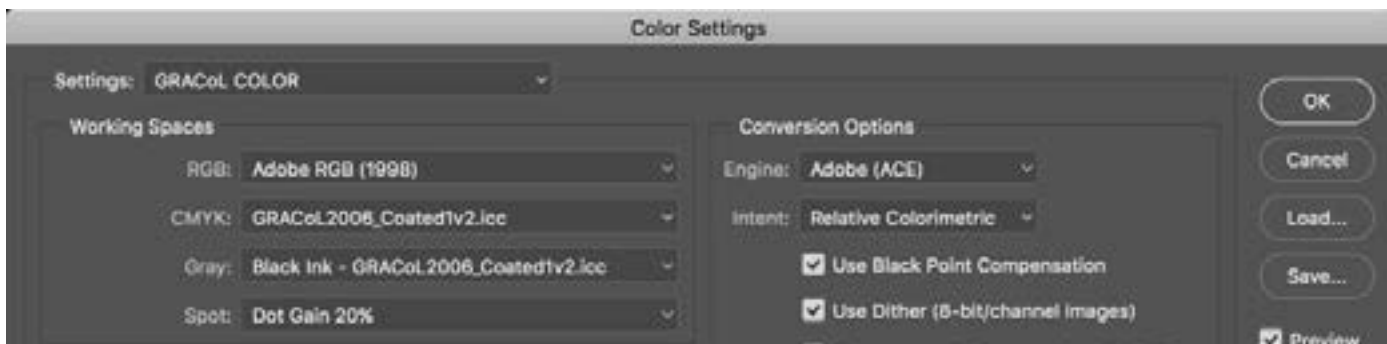 Color Settings
Settings: GRACoL COLOR
OK
Working Spaces
Conversion Options
RGB: Adobe RGB (1998)
Engine: Adobe (ACE)
Cancel
CMYK: GRACoL2006_Coated1v2.icc
Intent: Relative Colorimetric
Load...
Gray: Black Ink - GRACoL2006_Coated1v2.icc
Use Black Point Compensation
Save...
Spot: Dot Gain 20%
Use Dither (8-bit/channel images)
Preview